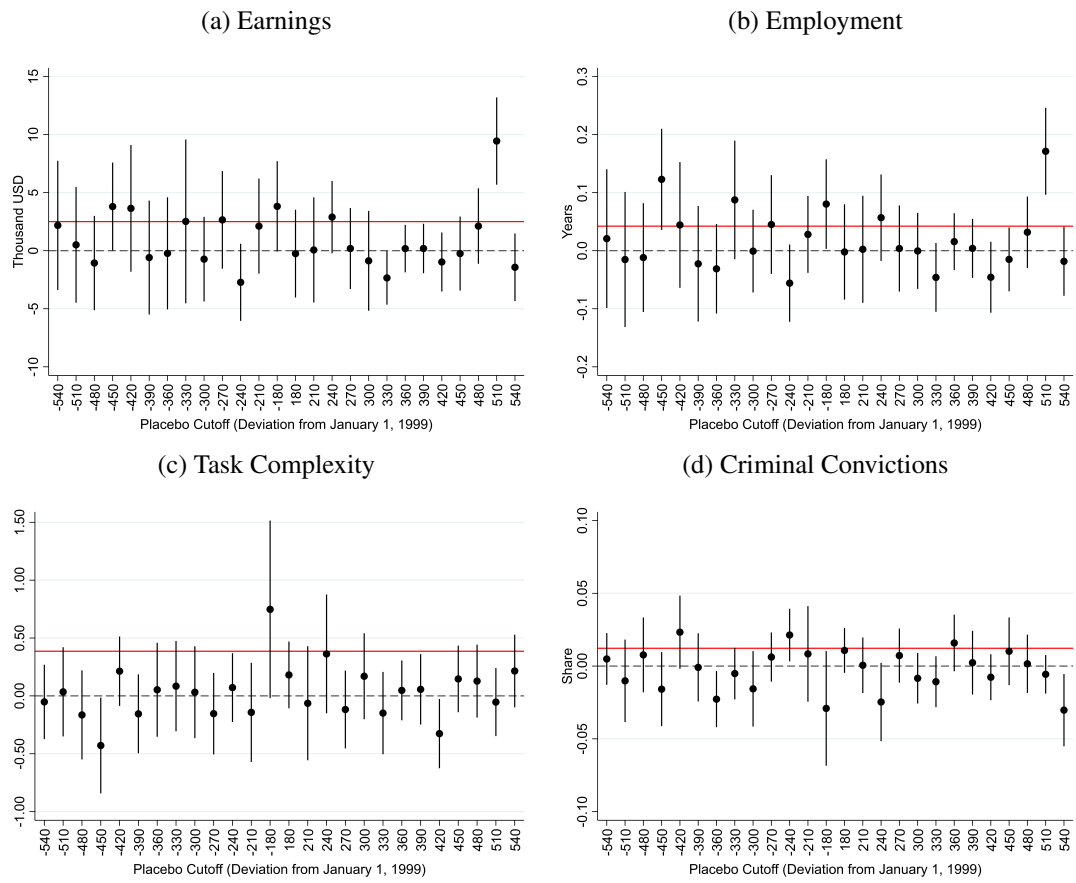 (a) Earnings
15
10
5
0
-5
-10
Thousand USD
-540 -510 -480 -450 -420 -390 -360 -330 -300 -270 -240 -210 -180 180 210 240 270 300 330 360 390 420 450 480 510 540
Placebo Cutoff (Deviation from January 1, 1999)
(b) Employment
0.3
0.2
0.1
0.0
-0.1
-0.2
Years
-540 -510 -480 -450 -420 -390 -360 -330 -300 -270 -240 -210 -180 180 210 240 270 300 330 360 390 420 450 480 510 540
Placebo Cutoff (Deviation from January 1, 1999)
(c) Task Complexity
1.50
1.00
0.50
0.00
-0.50
-1.00
-540 -510 -480 -450 -420 -390 -360 -330 -300 -270 -240 -210 -180 180 210 240 270 300 330 360 390 420 450 480 510 540
Placebo Cutoff (Deviation from January 1, 1999)
(d) Criminal Convictions
0.10
0.05
0.00
-0.05
-0.10
Share
-540 -510 -480 -450 -420 -390 -360 -330 -300 -270 -240 -210 -180 180 210 240 270 300 330 360 390 420 450 480 510 540
Placebo Cutoff (Deviation from January 1, 1999)